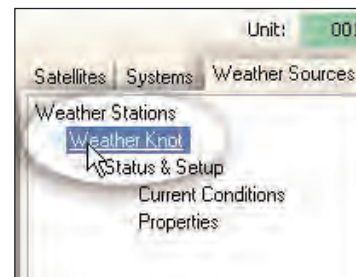 Unit: 001
Satellites Systems Weather Sources
Weather Stations
Weather Knot
Status & Setup
Current Conditions
Properties